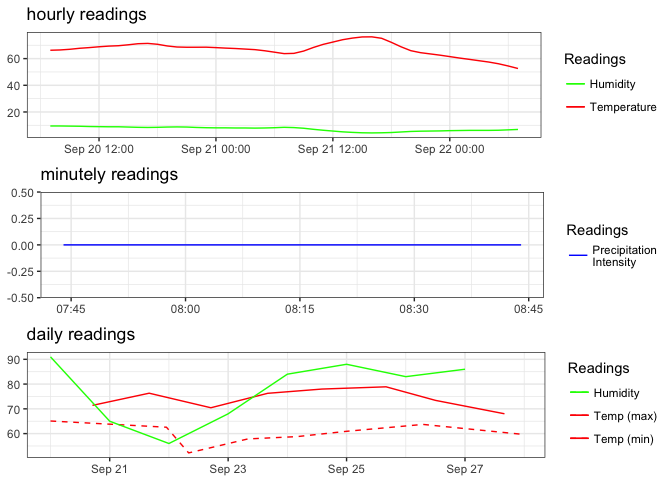 hourly readings
60
40
20
Sep 20 12:00 Sep 21 00:00 Sep 21 12:00 Sep 22 00:00
Readings
Humidity
Temperature
minutely readings
0.50
0.25
0.00
-0.25
-0.50
07:45 08:00 08:15 08:30 08:45
Readings
Precipitation
Intensity
daily readings
90
80
70
60
Sep 21 Sep 23 Sep 25 Sep 27
Readings
Humidity
Temp (max)
Temp (min)